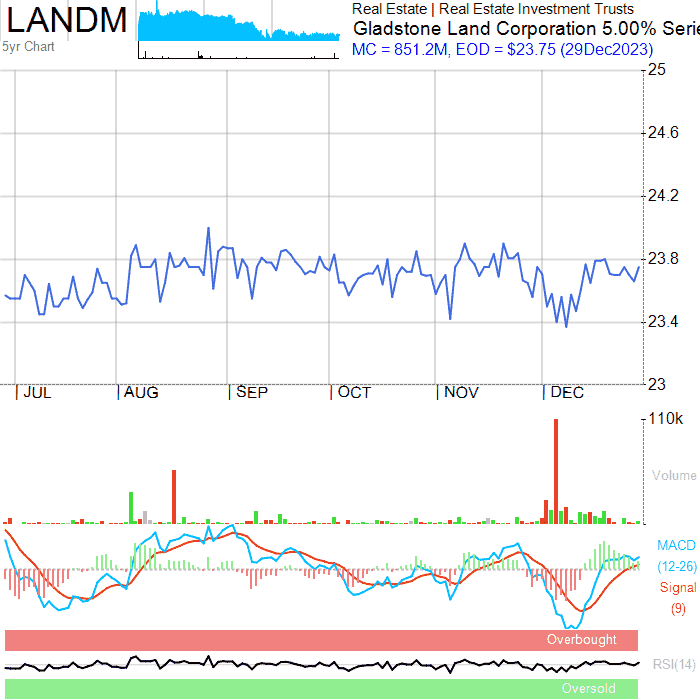 LANDM
5yr Chart
Real Estate | Real Estate Investment Trusts
Gladstone Land Corporation 5.00% Serie
MC = 851.2M, EOD = $23.75 (29Dec2023)
25
24.6
24.2
23.8
23.4
23
| JUL | AUG | SEP | OCT | NOV | DEC
110k
Volume
MACD
(12-26)
Signal
(9)
Overbought
RSI(14)
Oversold